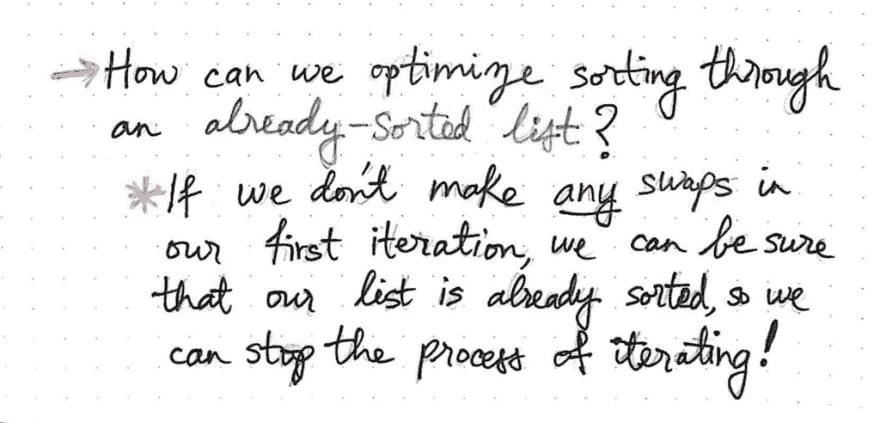 →How can we optimize sorting through
an already-sorted list?
*If we don't make any swaps in
our first iteration, we can be sure
that our list is already sorted, so we
can stop the process of iterating!